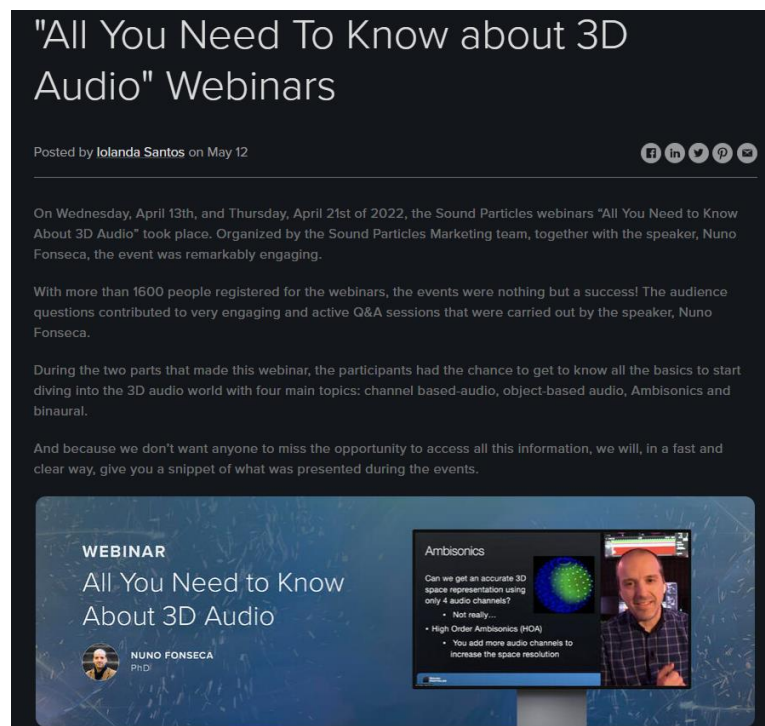 "All You Need To Know about 3D
Audio" Webinars
Posted by Iolanda Santos on May 12
On Wednesday, April 13th, and Thursday, April 21st of 2022, the Sound Particles webinars “All You Need to Know
About 3D Audio” took place. Organized by the Sound Particles Marketing team, together with the speaker, Nuno
Fonseca, the event was remarkably engaging.
With more than 1600 people registered for the webinars, the events were nothing but a success! The audience
questions contributed to very engaging and active Q&A sessions that were carried out by the speaker, Nuno
Fonseca.
During the two parts that made this webinar, the participants had the chance to get to know all the basics to start
diving into the 3D audio world with four main topics: channel based-audio, object-based audio, Ambisonics and
binaural.
And because we don’t want anyone to miss the opportunity to access all this information, we will, in a fast and
clear way, give you a snippet of what was presented during the events.
WEBINAR
All You Need to Know
About 3D Audio
NUNO FONSECA
PhD
Ambisonics
Can we get an accurate 3D
space representation using
only 4 audio channels?
• Not really…
• High Order Ambisonics (HOA)
• You add more audio channels to
increase the space resolution